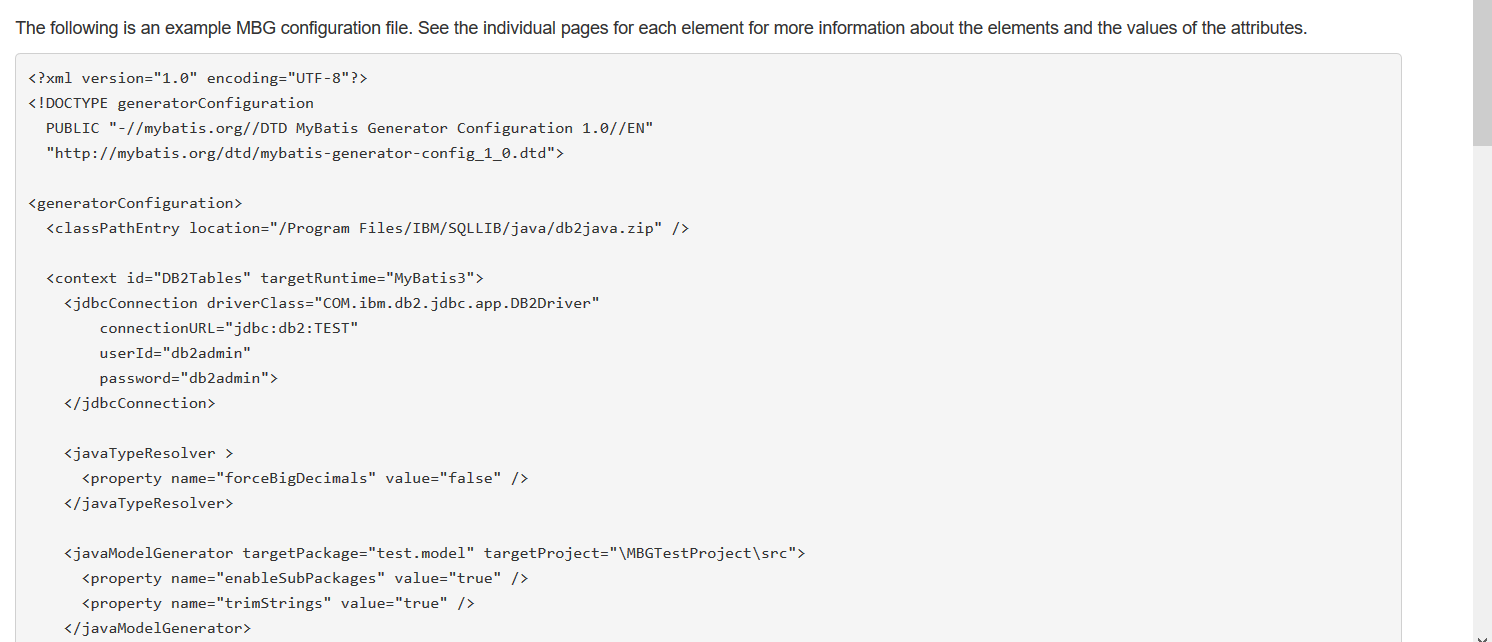 The following is an example MBG configuration file. See the individual pages for each element for more information about the elements and the values of the attributes.
<?xml version="1.0" encoding="UTF-8"?>
<!DOCTYPE generatorConfiguration
  PUBLIC "-//mybatis.org//DTD MyBatis Generator Configuration 1.0//EN"
  "http://mybatis.org/dtd/mybatis-generator-config_1_0.dtd">

<generatorConfiguration>
  <classPathEntry location="/Program Files/IBM/SQLLIB/java/db2java.zip" />

  <context id="DB2Tables" targetRuntime="MyBatis3">
    <jdbcConnection driverClass="COM.ibm.db2.jdbc.app.DB2Driver"
        connectionURL="jdbc:db2:TEST"
        userId="db2admin"
        password="db2admin">
    </jdbcConnection>

    <javaTypeResolver >
      <property name="forceBigDecimals" value="false" />
    </javaTypeResolver>

    <javaModelGenerator targetPackage="test.model" targetProject="\MBGTestProject\src">
      <property name="enableSubPackages" value="true" />
      <property name="trimStrings" value="true" />
    </javaModelGenerator>